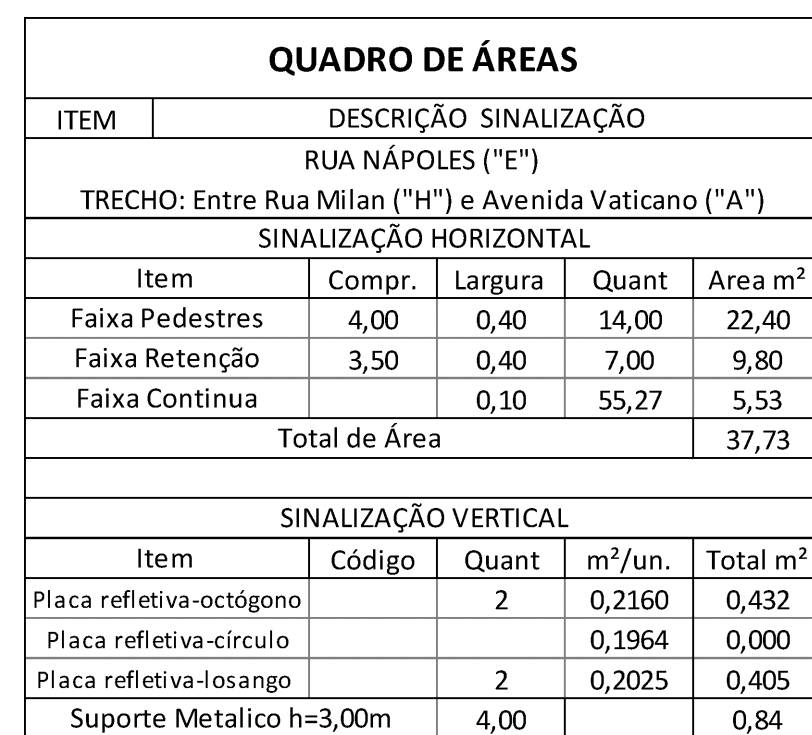 QUADRO DE ÁREAS
ITEM DESCRIÇÃO SINALIZAÇÃO
RUA NÁPOLES ("E")
TRECHO: Entre Rua Milan ("H") e Avenida Vaticano ("A")
SINALIZAÇÃO HORIZONTAL
Item Compr. Largura Quant Area m²
Faixa Pedestres 4,00 0,40 14,00 22,40
Faixa Retenção 3,50 0,40 7,00 9,80
Faixa Continua 0,10 55,27 5,53
Total de Área 37,73
SINALIZAÇÃO VERTICAL
Item Código Quant m²/un. Total m²
Placa refletiva-octógono 2 0,2160 0,432
Placa refletiva-círculo 0,1964 0,000
Placa refletiva-losango 2 0,2025 0,405
Suporte Metalico h=3,00m 4,00 0,84